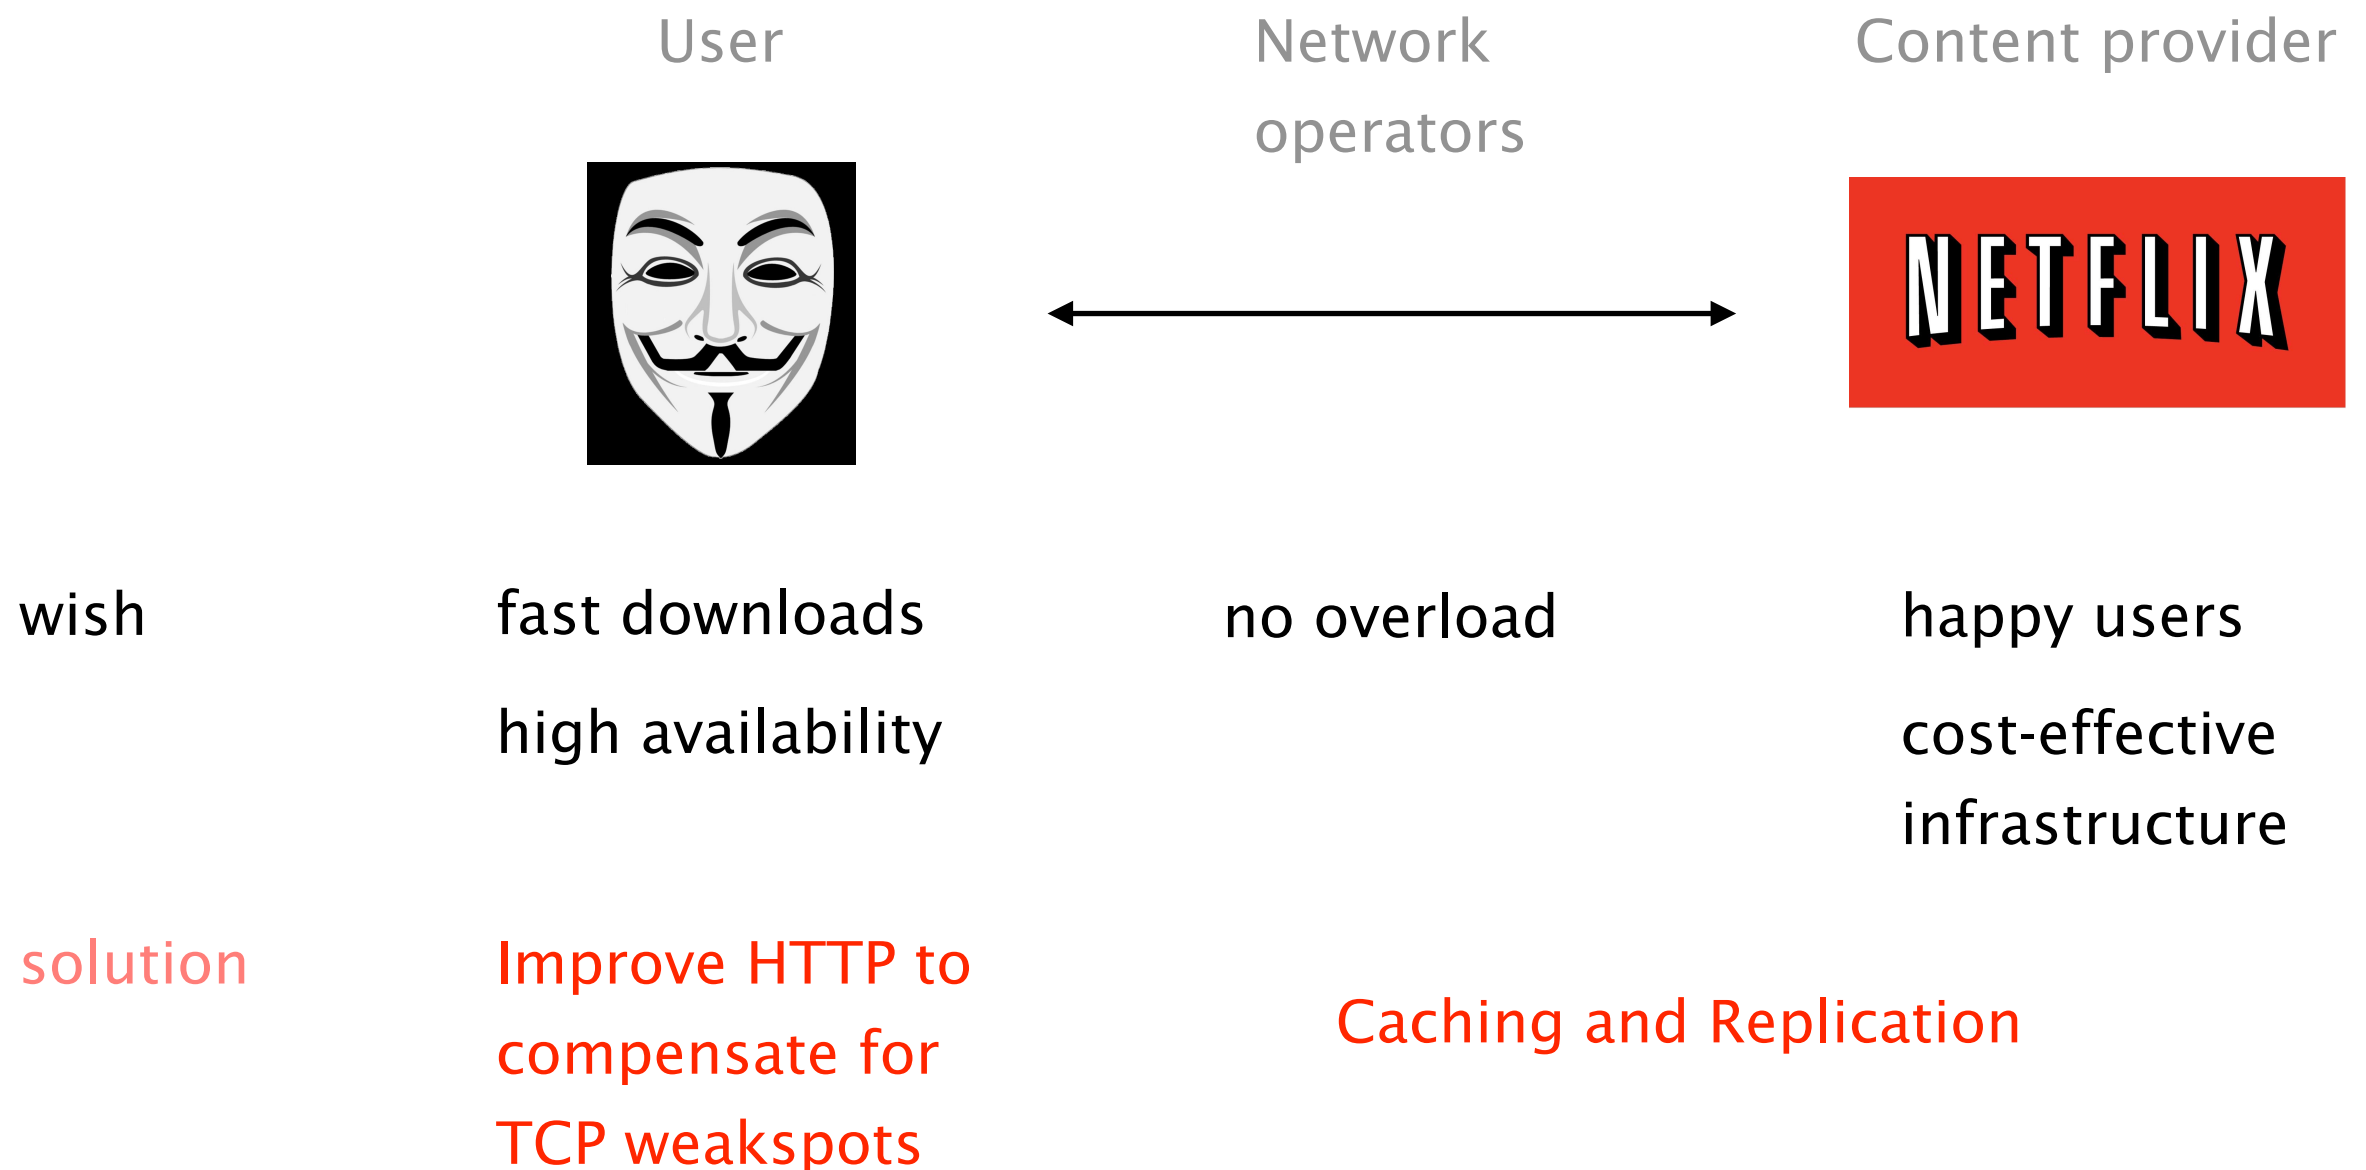 User
Network
operators
Content provider
NETFLIX
wish
fast downloads
high availability
no overload
happy users
cost-effective
infrastructure
solution
Improve HTTP to
compensate for
TCP weakspots
Caching and Replication